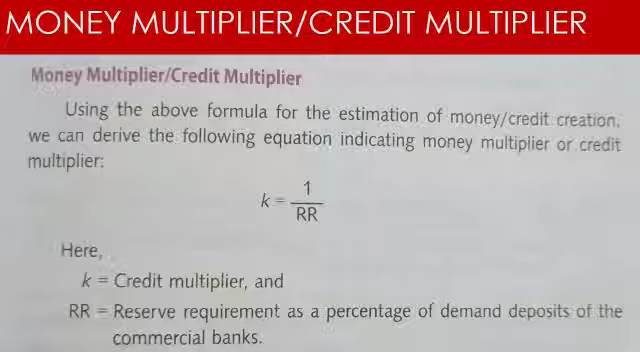 MONEY MULTIPLIER/CREDIT MULTIPLIER
Money Multiplier/Credit Multiplier
Using the above formula for the estimation of money/credit creation,
we can derive the following equation indicating money multiplier or credit
multiplier:
k = 1
RR
Here,
k = Credit multiplier, and
RR = Reserve requirement as a percentage of demand deposits of the
commercial banks.